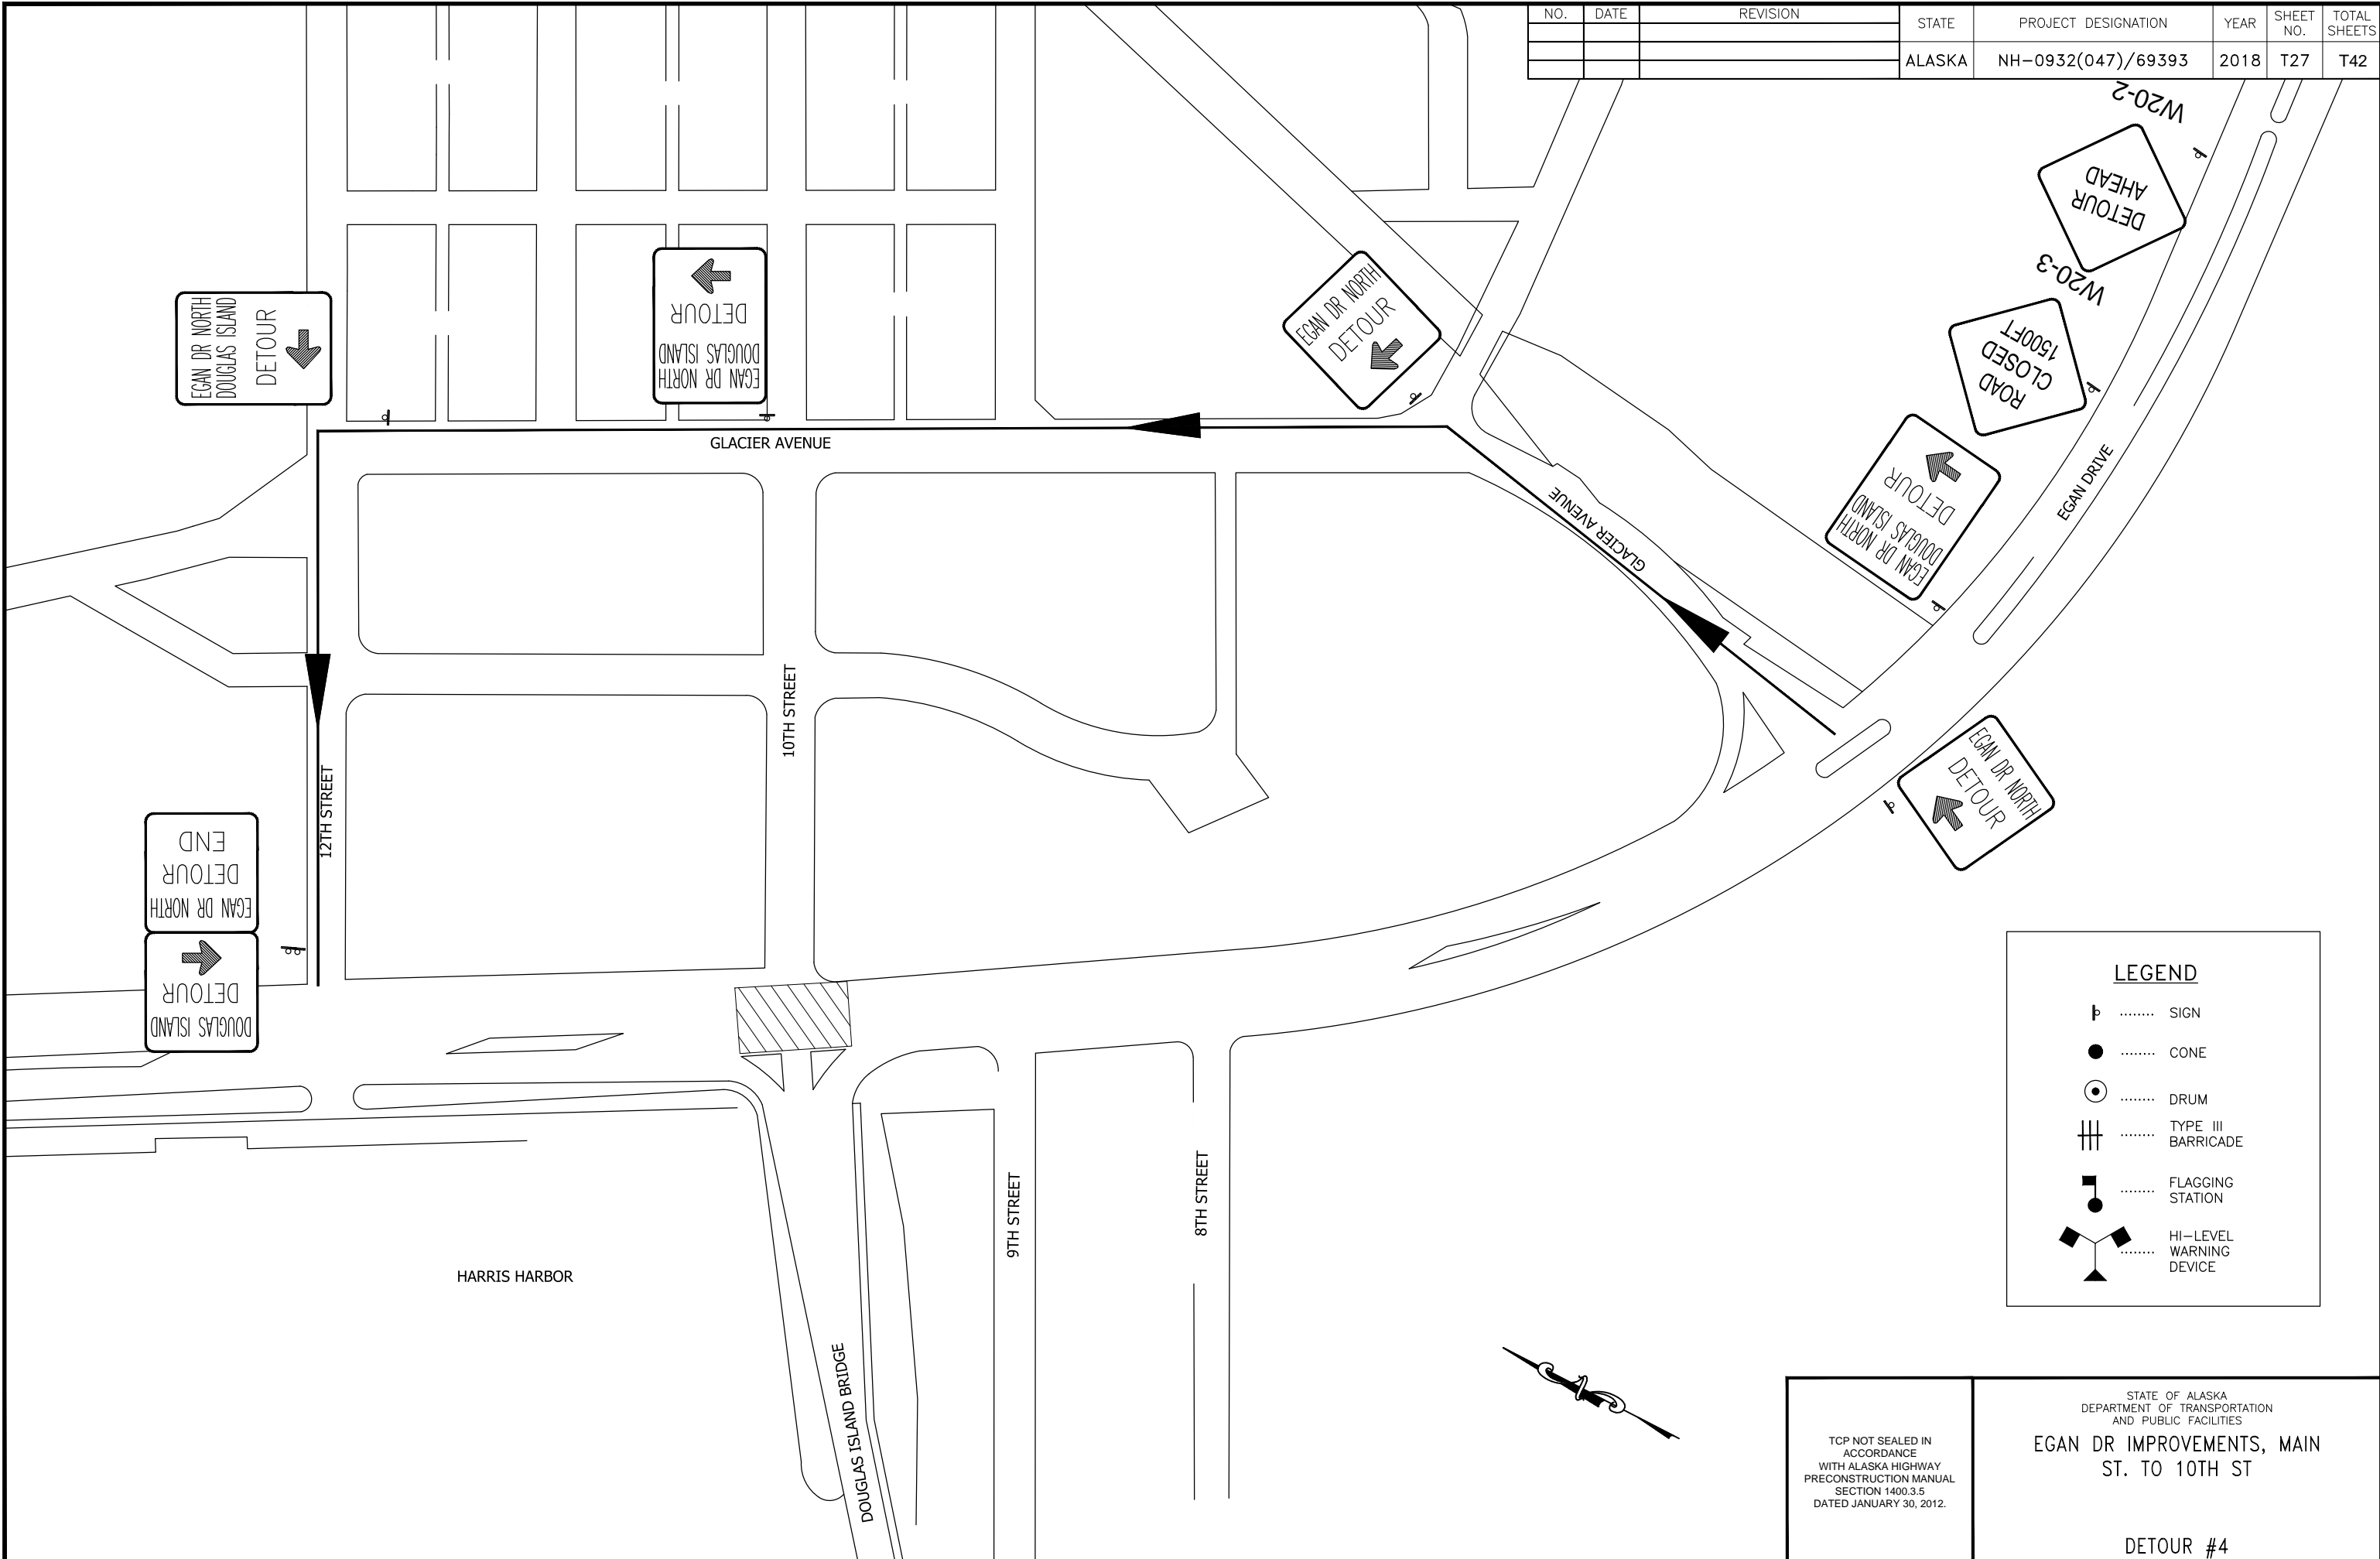 NO. DATE REVISION STATE PROJECT DESIGNATION YEAR SHEET NO. TOTAL SHEETS
ALASKA NH-0932(047)/69393 2018 T27 T42
W20-2
DETOUR
AHEAD
W20-3
ROAD
CLOSED
1500FT
EGAN DR NORTH
DOUGLAS ISLAND
DETOUR
EGAN DRIVE
EGAN DR NORTH
DETOUR
EGAN DR NORTH
DETOUR
GLACIER AVENUE
EGAN DR NORTH
DOUGLAS ISLAND
DETOUR
GLACIER AVENUE
EGAN DR NORTH
DOUGLAS ISLAND
DETOUR
12TH STREET
10TH STREET
EGAN DR NORTH
DETOUR
END
DOUGLAS ISLAND
DETOUR
9TH STREET
8TH STREET
HARRIS HARBOR
DOUGLAS ISLAND BRIDGE
LEGEND
........ SIGN
........ CONE
........ DRUM
........ TYPE III
BARRICADE
........ FLAGGING
STATION
........ HI-LEVEL
WARNING
DEVICE
TCP NOT SEALED IN
ACCORDANCE
WITH ALASKA HIGHWAY
PRECONSTRUCTION MANUAL
SECTION 1400.3.5
DATED JANUARY 30, 2012.
STATE OF ALASKA
DEPARTMENT OF TRANSPORTATION
AND PUBLIC FACILITIES
EGAN DR IMPROVEMENTS, MAIN
ST. TO 10TH ST
DETOUR #4